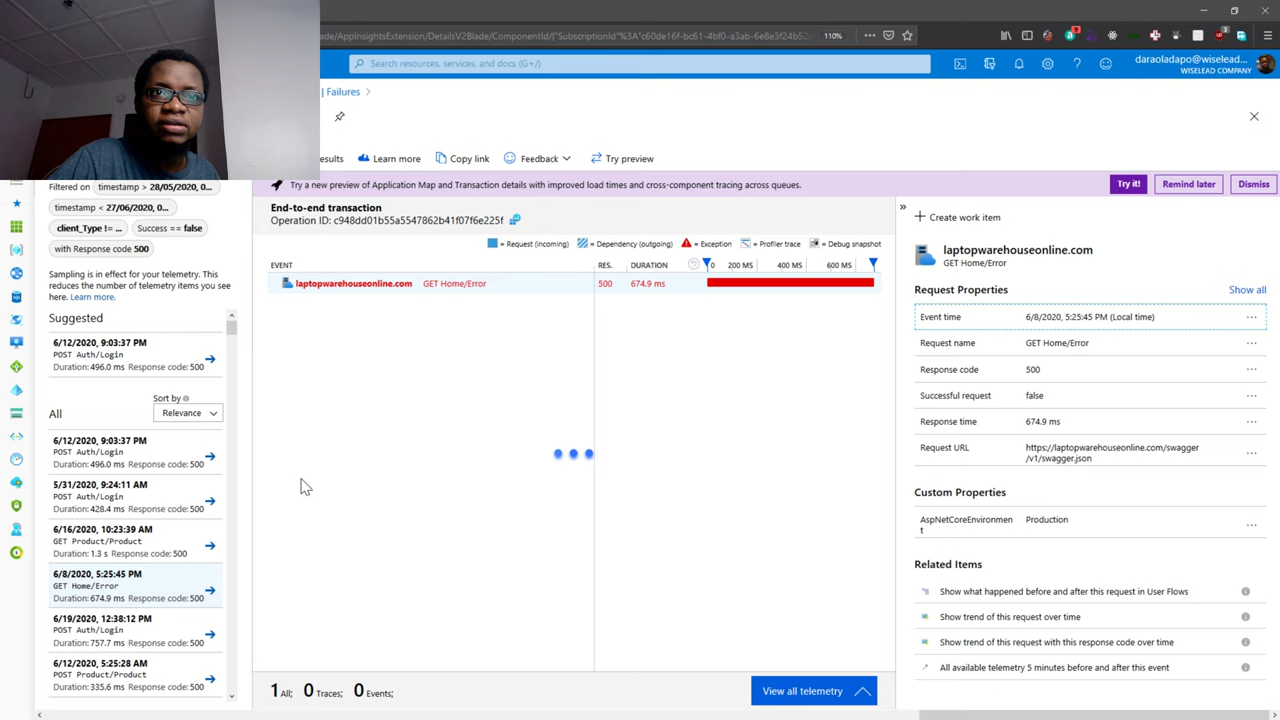 ade/AppInsightsExtension/DetailsV2Blade/ComponentId/{"SubscriptionId"%3A"c60de16f-bc61-4bf0-a3ab-6e8e3f24b52
110%
Search resources, services, and docs (G+/)
daraoladapo@wiselead...
WISELEAD COMPANY
| Failures
sults
Learn more
Copy link
Feedback
Try preview
Try a new preview of Application Map and Transaction details with improved load times and cross-component tracing across queues.
Try it!
Remind later
Dismiss
Filtered on
timestamp > 28/05/2020, 0...
timestamp < 27/06/2020, 0...
client_Type != ...
Success == false
with Response code 500
Sampling is in effect for your telemetry. This
reduces the number of telemetry items you see
here. Learn more.
Suggested
6/12/2020, 9:03:37 PM
POST Auth/Login
Duration: 496.0 ms Response code: 500
Sort by
All
Relevance
6/12/2020, 9:03:37 PM
POST Auth/Login
Duration: 496.0 ms Response code: 500
5/31/2020, 9:24:11 AM
POST Auth/Login
Duration: 428.4 ms Response code: 500
6/16/2020, 10:23:39 AM
GET Product/Product
Duration: 1.3 s Response code: 500
6/8/2020, 5:25:45 PM
GET Home/Error
Duration: 674.9 ms Response code: 500
6/19/2020, 12:38:12 PM
POST Auth/Login
Duration: 757.7 ms Response code: 500
6/12/2020, 5:25:28 AM
POST Product/Product
Duration: 335.6 ms Response code: 500
End-to-end transaction
Operation ID: c948dd01b55a5547862b41f07f6e225f
= Request (incoming)
= Dependency (outgoing)
= Exception
= Profiler trace
= Debug snapshot
EVENT
RES.
DURATION
0
200 MS
400 MS
600 MS
laptopwarehouseonline.com GET Home/Error
500
674.9 ms
1 All; 0 Traces; 0 Events;
View all telemetry
Create work item
laptopwarehouseonline.com
GET Home/Error
Request Properties
Show all
Event time 6/8/2020, 5:25:45 PM (Local time) ...
Request name GET Home/Error ...
Response code 500 ...
Successful request false ...
Response time 674.9 ms ...
Request URL https://laptopwarehouseonline.com/swagger
/v1/swagger.json ...
Custom Properties
AspNetCoreEnvironmen
t
Production ...
Related Items
Show what happened before and after this request in User Flows
Show trend of this request over time
Show trend of this request with this response code over time
All available telemetry 5 minutes before and after this event